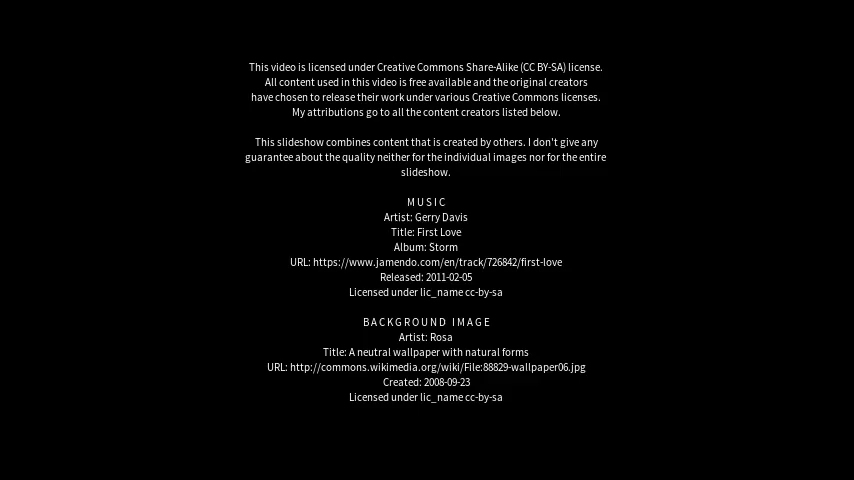 This video is licensed under Creative Commons Share-Alike (CC BY-SA) license.
All content used in this video is free available and the original creators
have chosen to release their work under various Creative Commons licenses.
My attributions go to all the content creators listed below.
This slideshow combines content that is created by others. I don't give any
guarantee about the quality neither for the individual images nor for the entire
slideshow.
MUSIC
Artist: Gerry Davis
Title: First Love
Album: Storm
URL: https://www.jamendo.com/en/track/726842/first-love
Released: 2011-02-05
Licensed under lic_name cc-by-sa
BACKGROUND IMAGE
Artist: Rosa
Title: A neutral wallpaper with natural forms
URL: http://commons.wikimedia.org/wiki/File:88829-wallpaper06.jpg
Created: 2008-09-23
Licensed under lic_name cc-by-sa